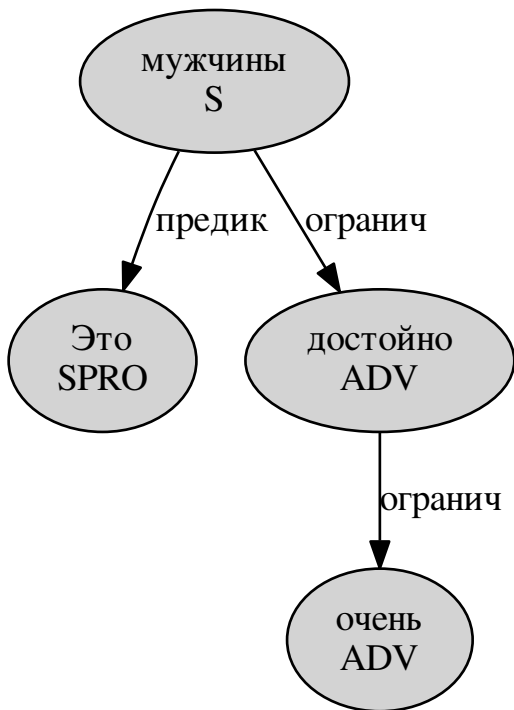 мужчины
S
предик
огранич
Это
SPRO
достойно
ADV
огранич
очень
ADV